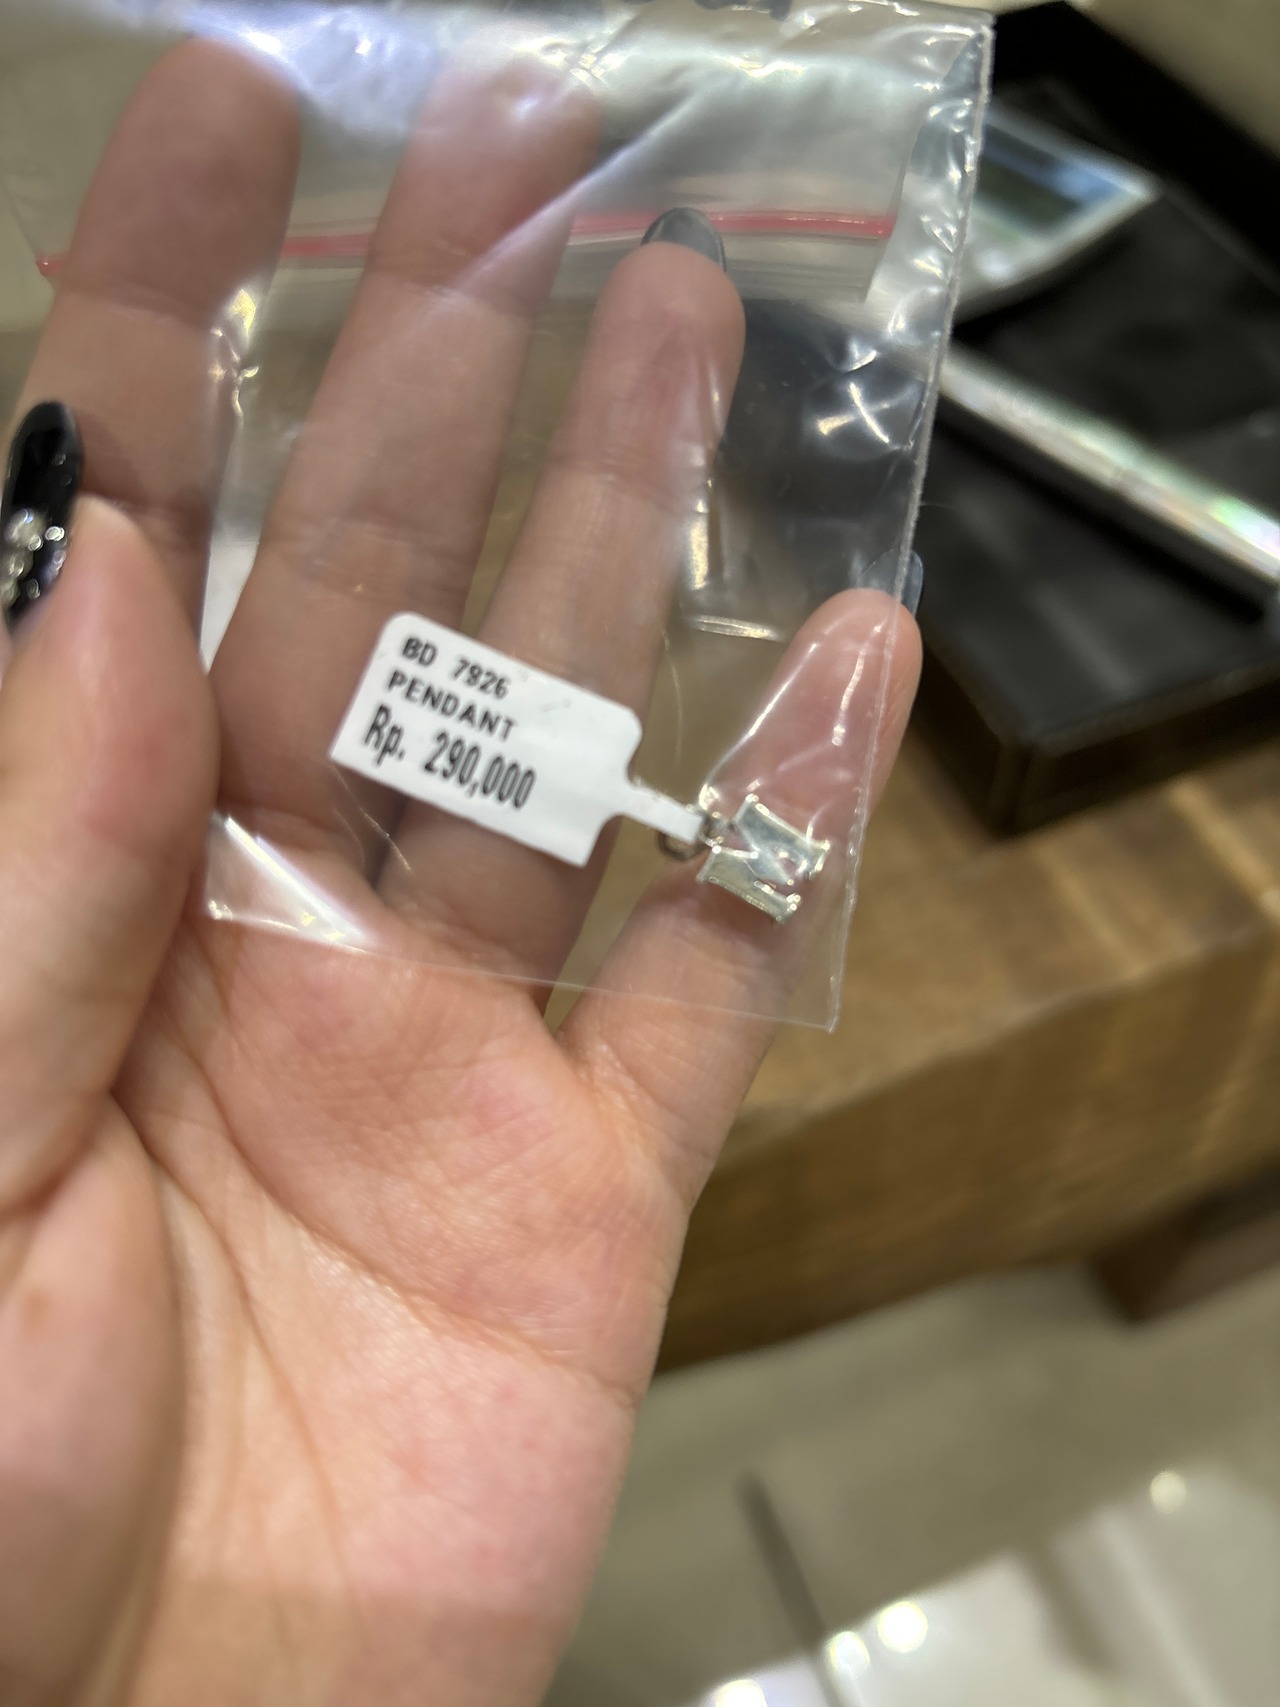 BD 7926
PENDANT
Rp. 290,000
M